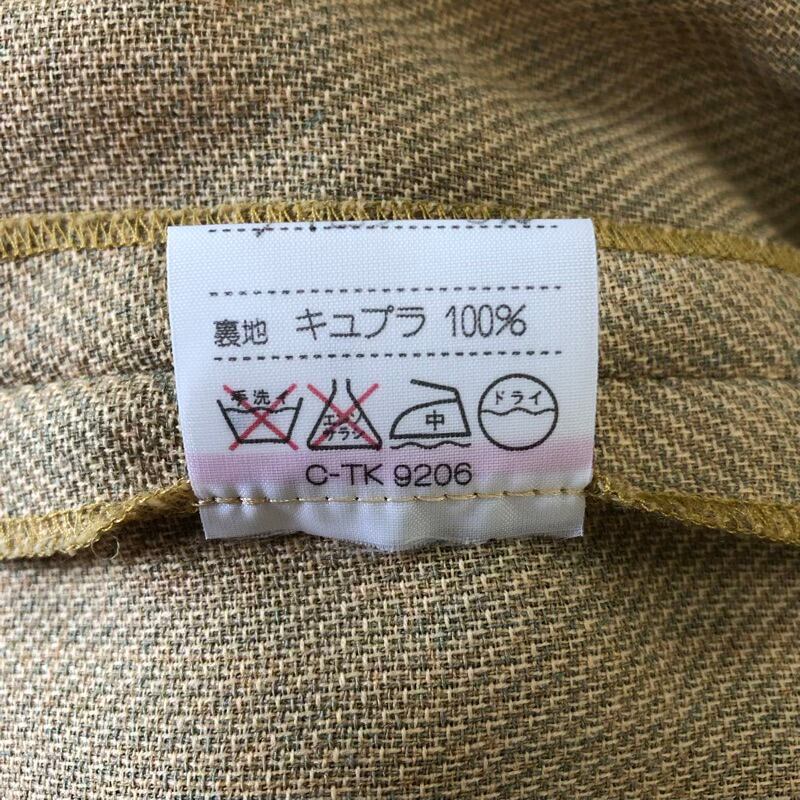 裏地 キュプラ 100%
手洗イ エンソ 中 ドライ
サラシ
C-TK 9206